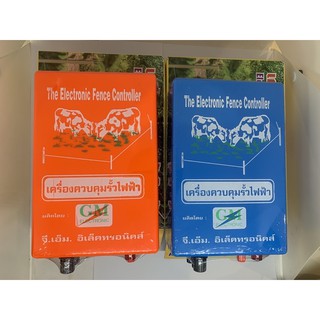 The Electronic Fence Controller
เครื่องควบคุมรั้วไฟฟ้า
ผลิตโดย :
GM
จี.เอ็ม. อิเล็คทรอนิคส์
The Electronic Fence Controller
เครื่องควบคุมรั้วไฟฟ้า
ผลิตโดย :
GM
จี.เอ็ม. อิเล็คทรอนิคส์